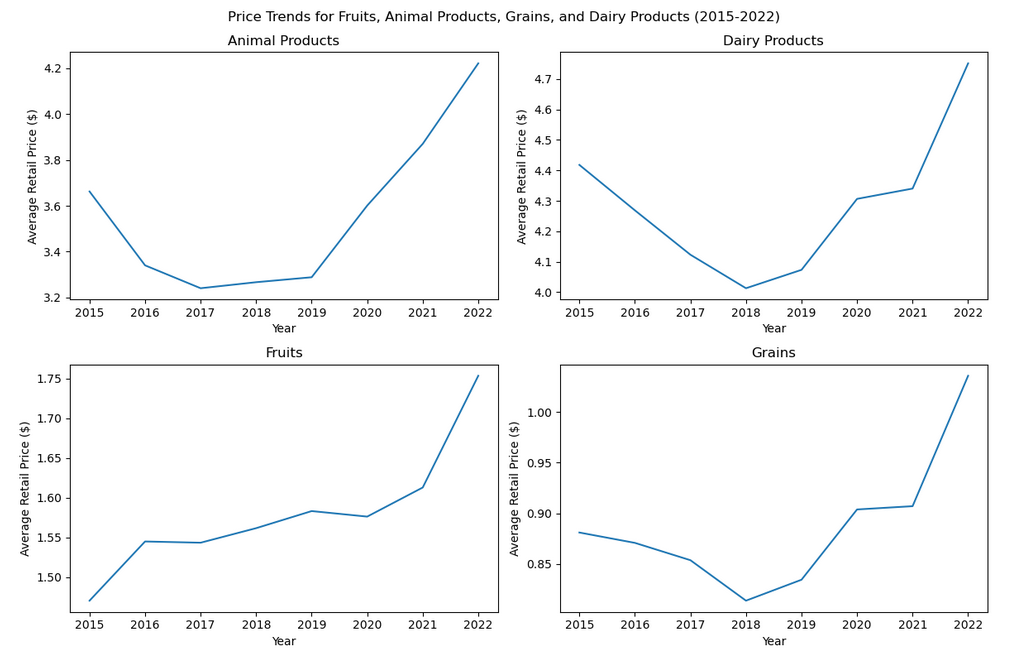 Price Trends for Fruits, Animal Products, Grains, and Dairy Products (2015-2022)
Animal Products
Average Retail Price ($)
4.2
4.0
3.8
3.6
3.4
3.2
2015 2016 2017 2018 2019 2020 2021 2022
Year
Dairy Products
Average Retail Price ($)
4.7
4.6
4.5
4.4
4.3
4.2
4.1
4.0
2015 2016 2017 2018 2019 2020 2021 2022
Year
Fruits
Average Retail Price ($)
1.75
1.70
1.65
1.60
1.55
1.50
2015 2016 2017 2018 2019 2020 2021 2022
Year
Grains
Average Retail Price ($)
1.00
0.95
0.90
0.85
2015 2016 2017 2018 2019 2020 2021 2022
Year